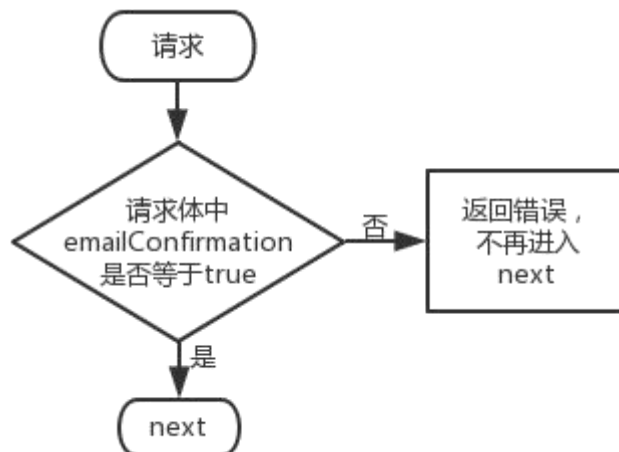 请求
请求体中
emailConfirmation
是否等于true
否
返回错误，
不再进入
next
是
next